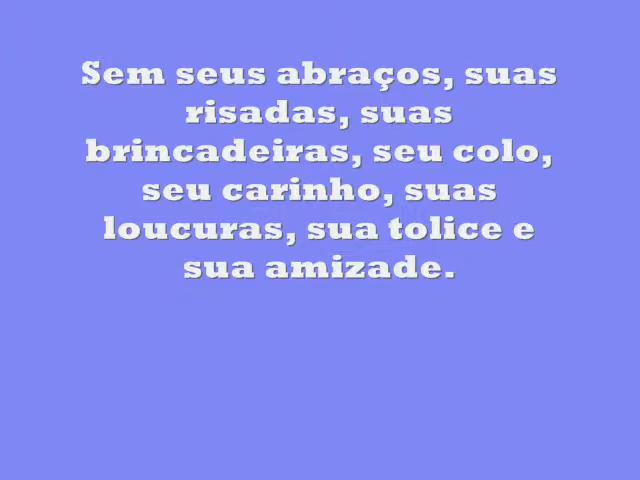 Sem seus abraços, suas
risadas, suas
brincadeiras, seu colo,
seu carinho, suas
loucuras, sua tolice e
sua amizade.